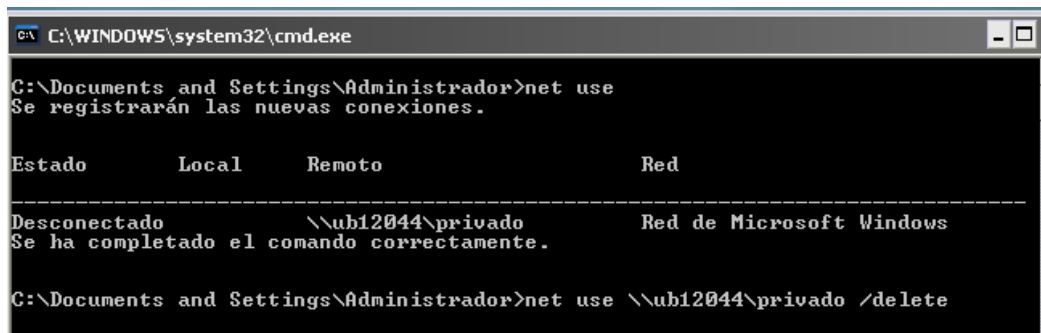 C:\WINDOWS\system32\cmd.exe
C:\Documents and Settings\Administrador>net use
Se registrarán las nuevas conexiones.
Estado Local Remoto Red
Desconectado \\ub12044\privado Red de Microsoft Windows
Se ha completado el comando correctamente.
C:\Documents and Settings\Administrador>net use \\ub12044\privado /delete